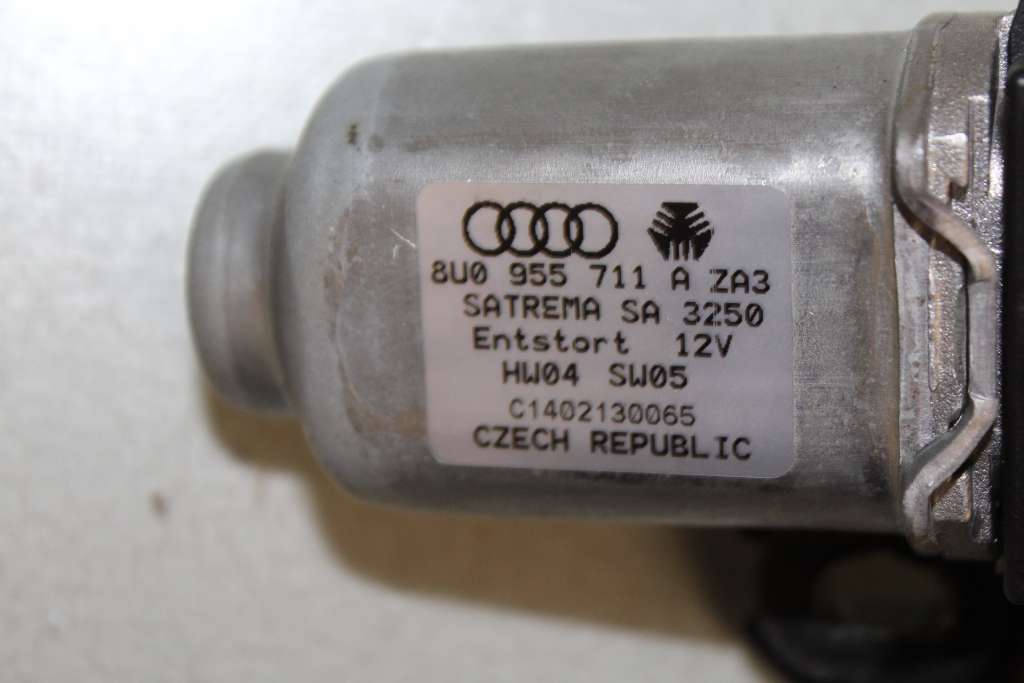 8U0 955 711 A ZA3
SATREMA SA 3250
Entstort 12V
HW04 SW05
C1402130065
CZECH REPUBLIC